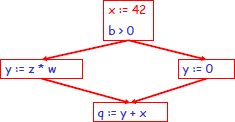 x := 42
b > 0
y := z * w
y := 0
q := y + x